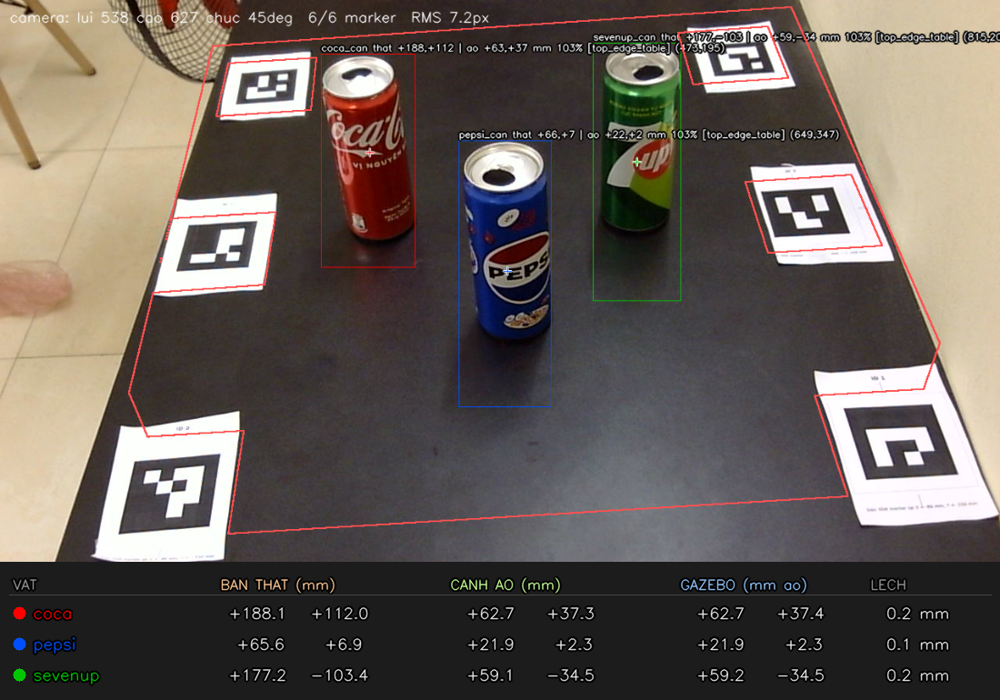 camera: lui 538 cao 627 chuc 45deg 6/6 marker RMS 7.2px
sevenup_can that +177,-103 | ao +59,-34 mm 103% [top_edge_table] (815,20
coca_can that +188,+112 | ao +63,+37 mm 103% [top_edge_table] (473,195)
pepsi_can that +66,+7 | ao +22,+2 mm 103% [top_edge_table] (649,347)
Coca-Co
VỊ NGUYÊN
up
PEPS
VAT BAN THAT (mm) CANH AO (mm) GAZEBO (mm ao) LECH
coca +188.1 +112.0 +62.7 +37.3 +62.7 +37.4 0.2 mm
pepsi +65.6 +6.9 +21.9 +2.3 +21.9 +2.3 0.1 mm
sevenup +177.2 -103.4 +59.1 -34.5 +59.2 -34.5 0.2 mm